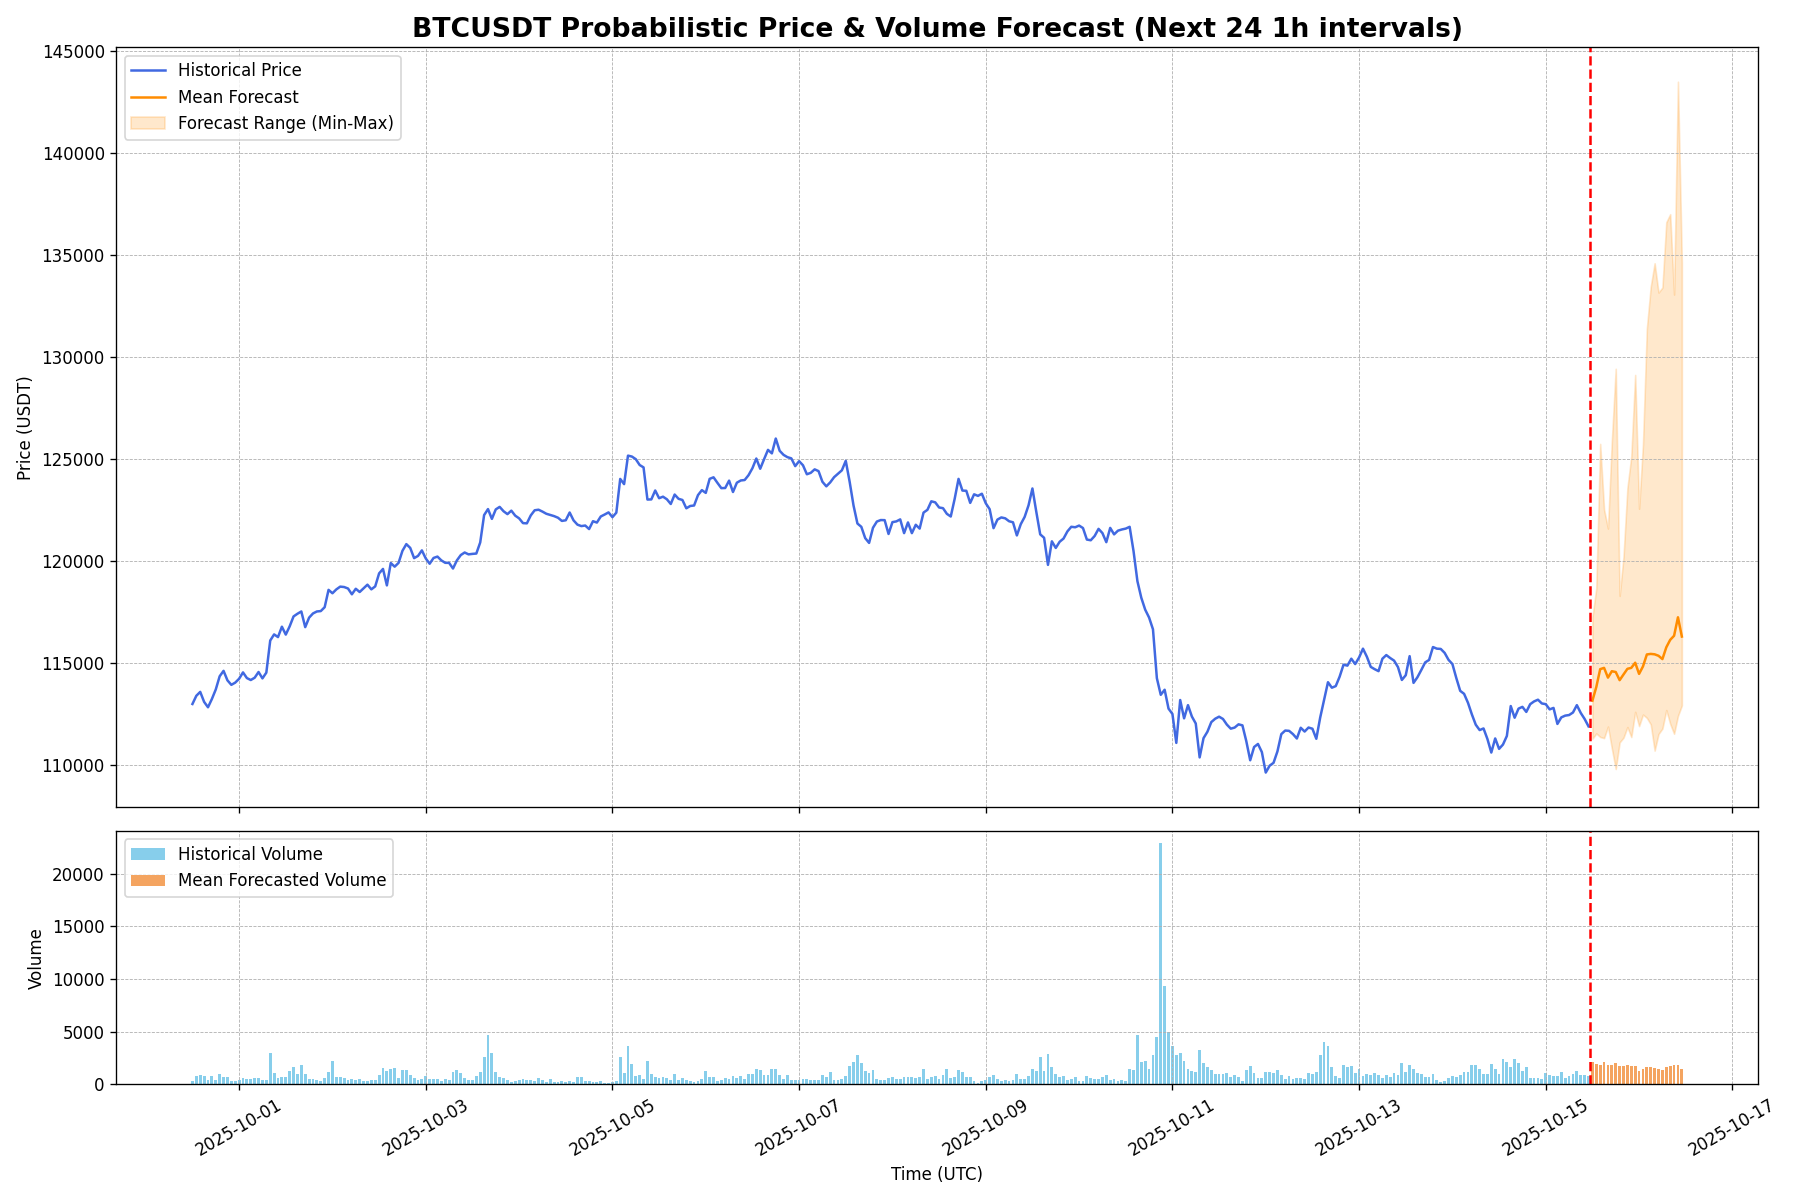 BTCUSDT Probabilistic Price & Volume Forecast (Next 24 1h intervals)
145000
140000
135000
130000
125000
120000
115000
110000
Price (USDT)
Historical Price
Mean Forecast
Forecast Range (Min-Max)
20000
15000
10000
5000
0
Volume
Historical Volume
Mean Forecasted Volume
2025-10-01
2025-10-03
2025-10-05
2025-10-07
2025-10-09
2025-10-11
2025-10-13
2025-10-15
2025-10-17
Time (UTC)